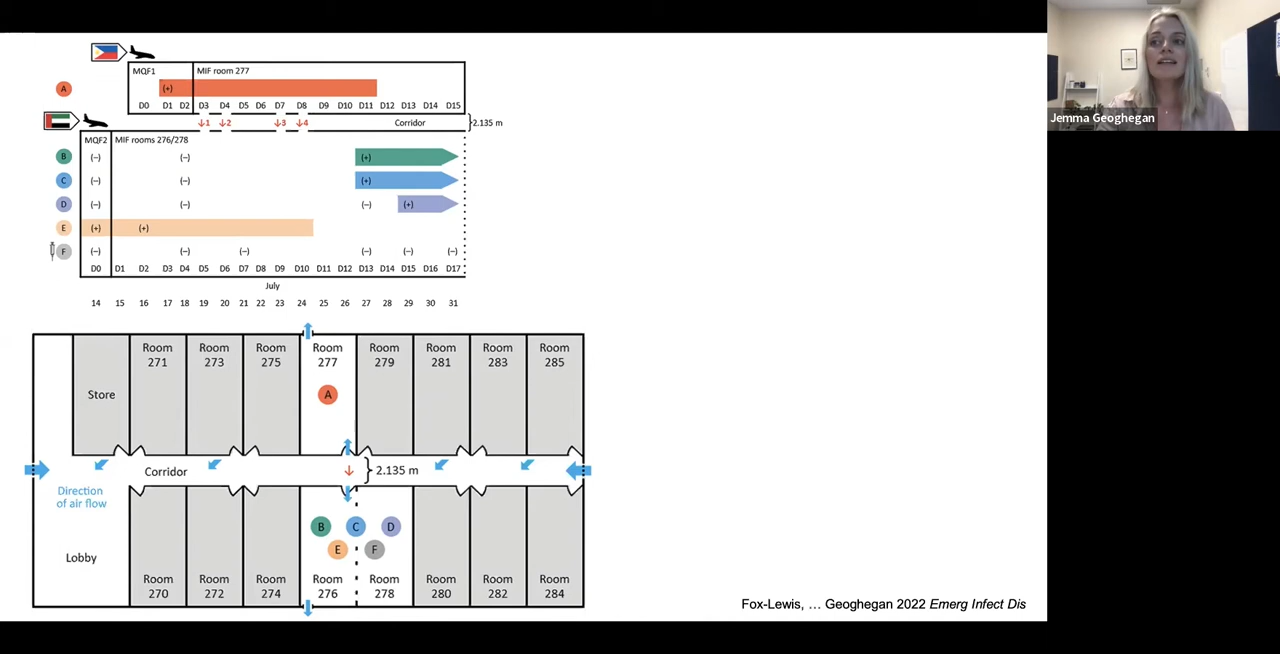 MQF1 MIF room 277
A (+)
D0 D1 D2 D3 D4 D5 D6 D7 D8 D9 D10 D11 D12 D13 D14 D15
↓1 ↓2 ↓3 ↓4 Corridor 2.135 m
MQF2 MIF rooms 276/278
B (–) (–) (+)
C (–) (–) (+)
D (–) (–) (–) (+)
E (+) (+)
F (–) (–) (–) (–) (–) (–)
D0 D1 D2 D3 D4 D5 D6 D7 D8 D9 D10 D11 D12 D13 D14 D15 D16 D17
July
14 15 16 17 18 19 20 21 22 23 24 25 26 27 28 29 30 31
Store
Room 271
Room 273
Room 275
Room 277
Room 279
Room 281
Room 283
Room 285
A
Corridor
2.135 m
Direction
of air flow
Lobby
B C D
E F
Room 270
Room 272
Room 274
Room 276
Room 278
Room 280
Room 282
Room 284
Fox-Lewis, … Geoghegan 2022 Emerg Infect Dis
Jemma Geoghegan